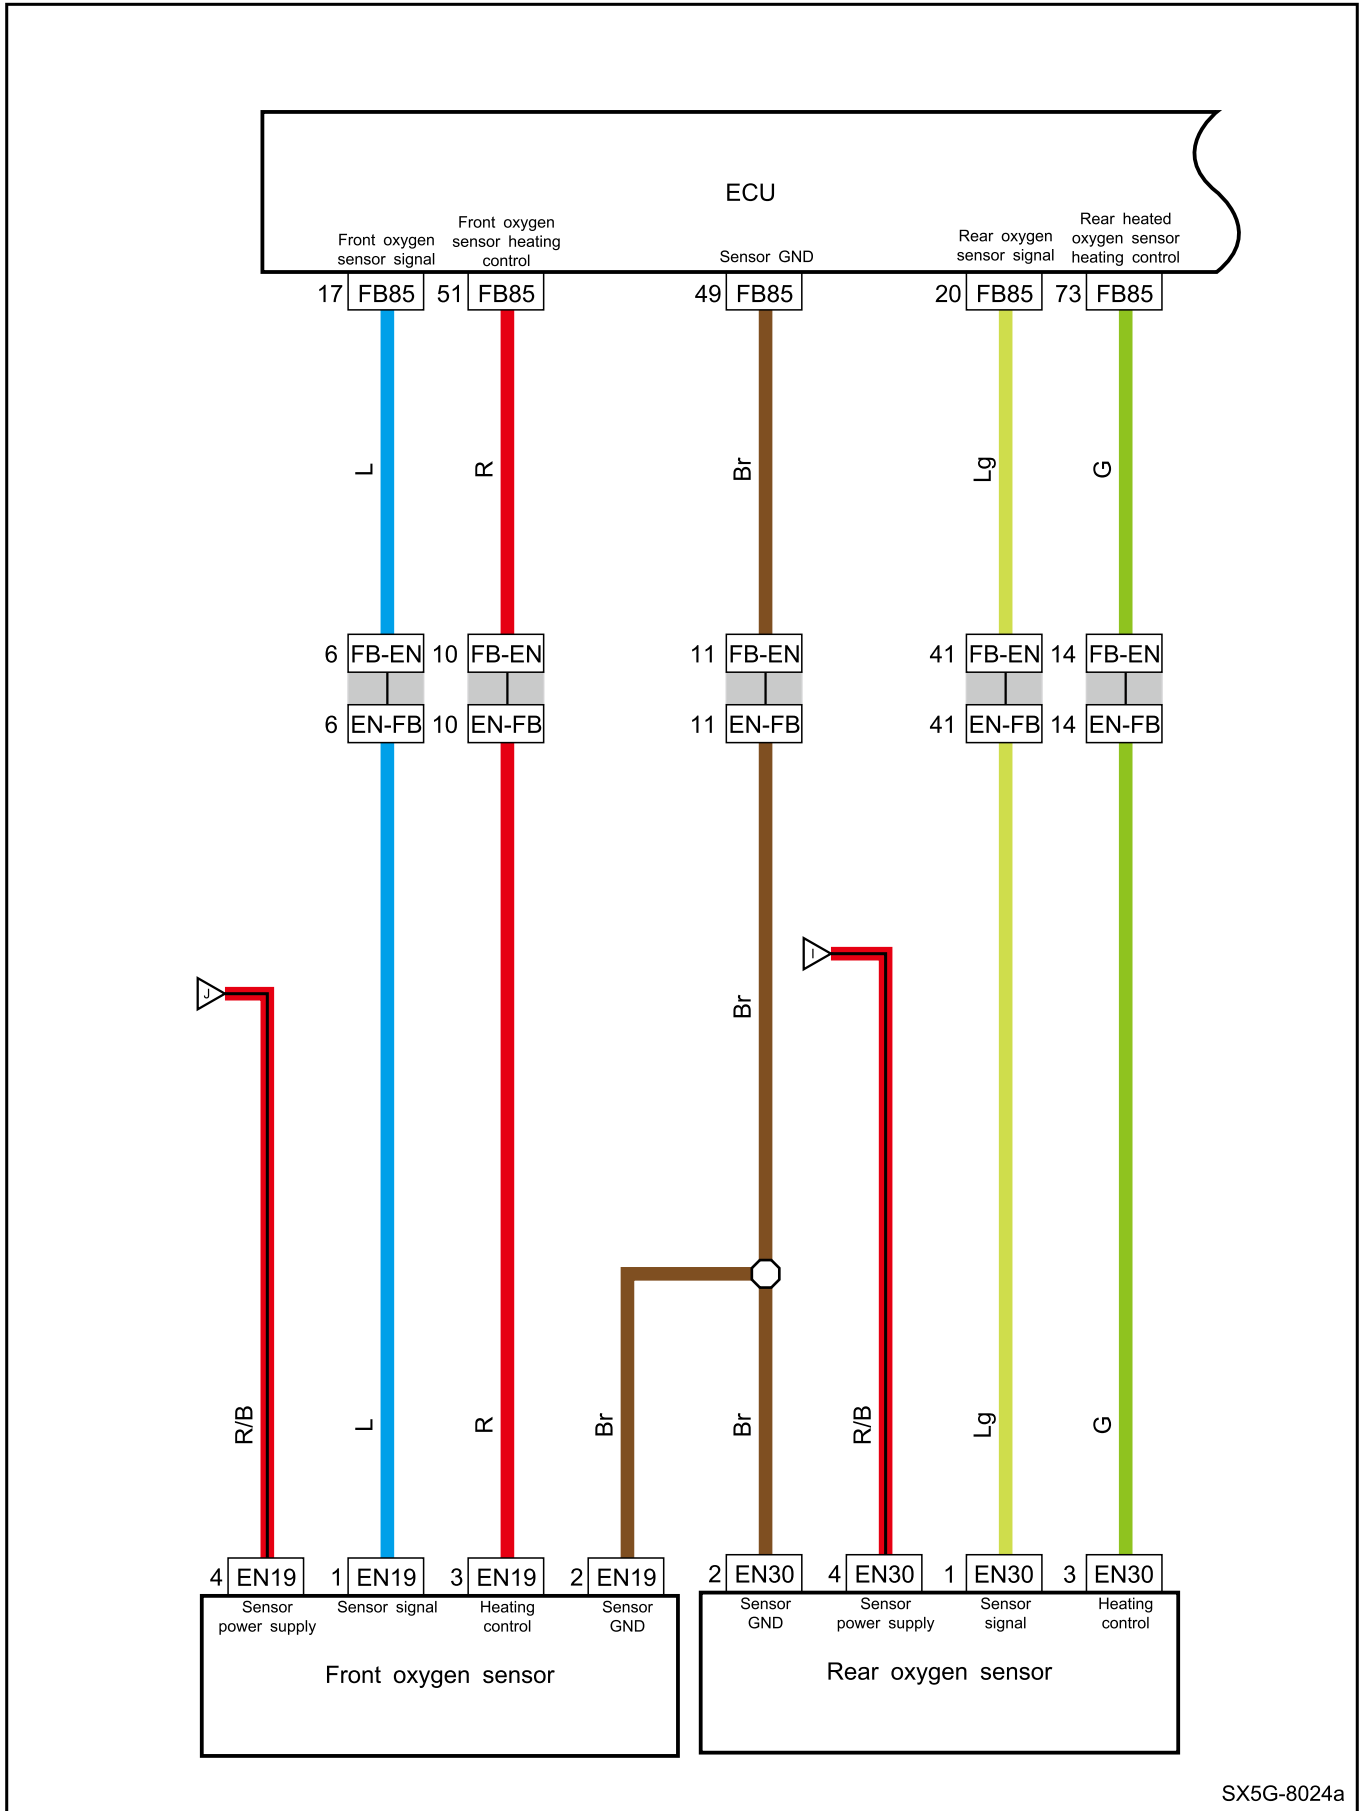 ECU
Front oxygen
sensor signal
Front oxygen
sensor heating
control
Sensor GND
Rear oxygen
sensor signal
Rear heated
oxygen sensor
heating control
17 FB85 51 FB85 49 FB85 20 FB85 73 FB85
L R Br Lg G
6 FB-EN 10 FB-EN 11 FB-EN 41 FB-EN 14 FB-EN
6 EN-FB 10 EN-FB 11 EN-FB 41 EN-FB 14 EN-FB
I
J
Br
R/B L R Br Br R/B Lg G
4 EN19 1 EN19 3 EN19 2 EN19 2 EN30 4 EN30 1 EN30 3 EN30
Sensor
power supply
Sensor signal
Heating
control
Sensor
GND
Sensor
GND
Sensor
power supply
Sensor
signal
Heating
control
Front oxygen sensor
Rear oxygen sensor
SX5G-8024a